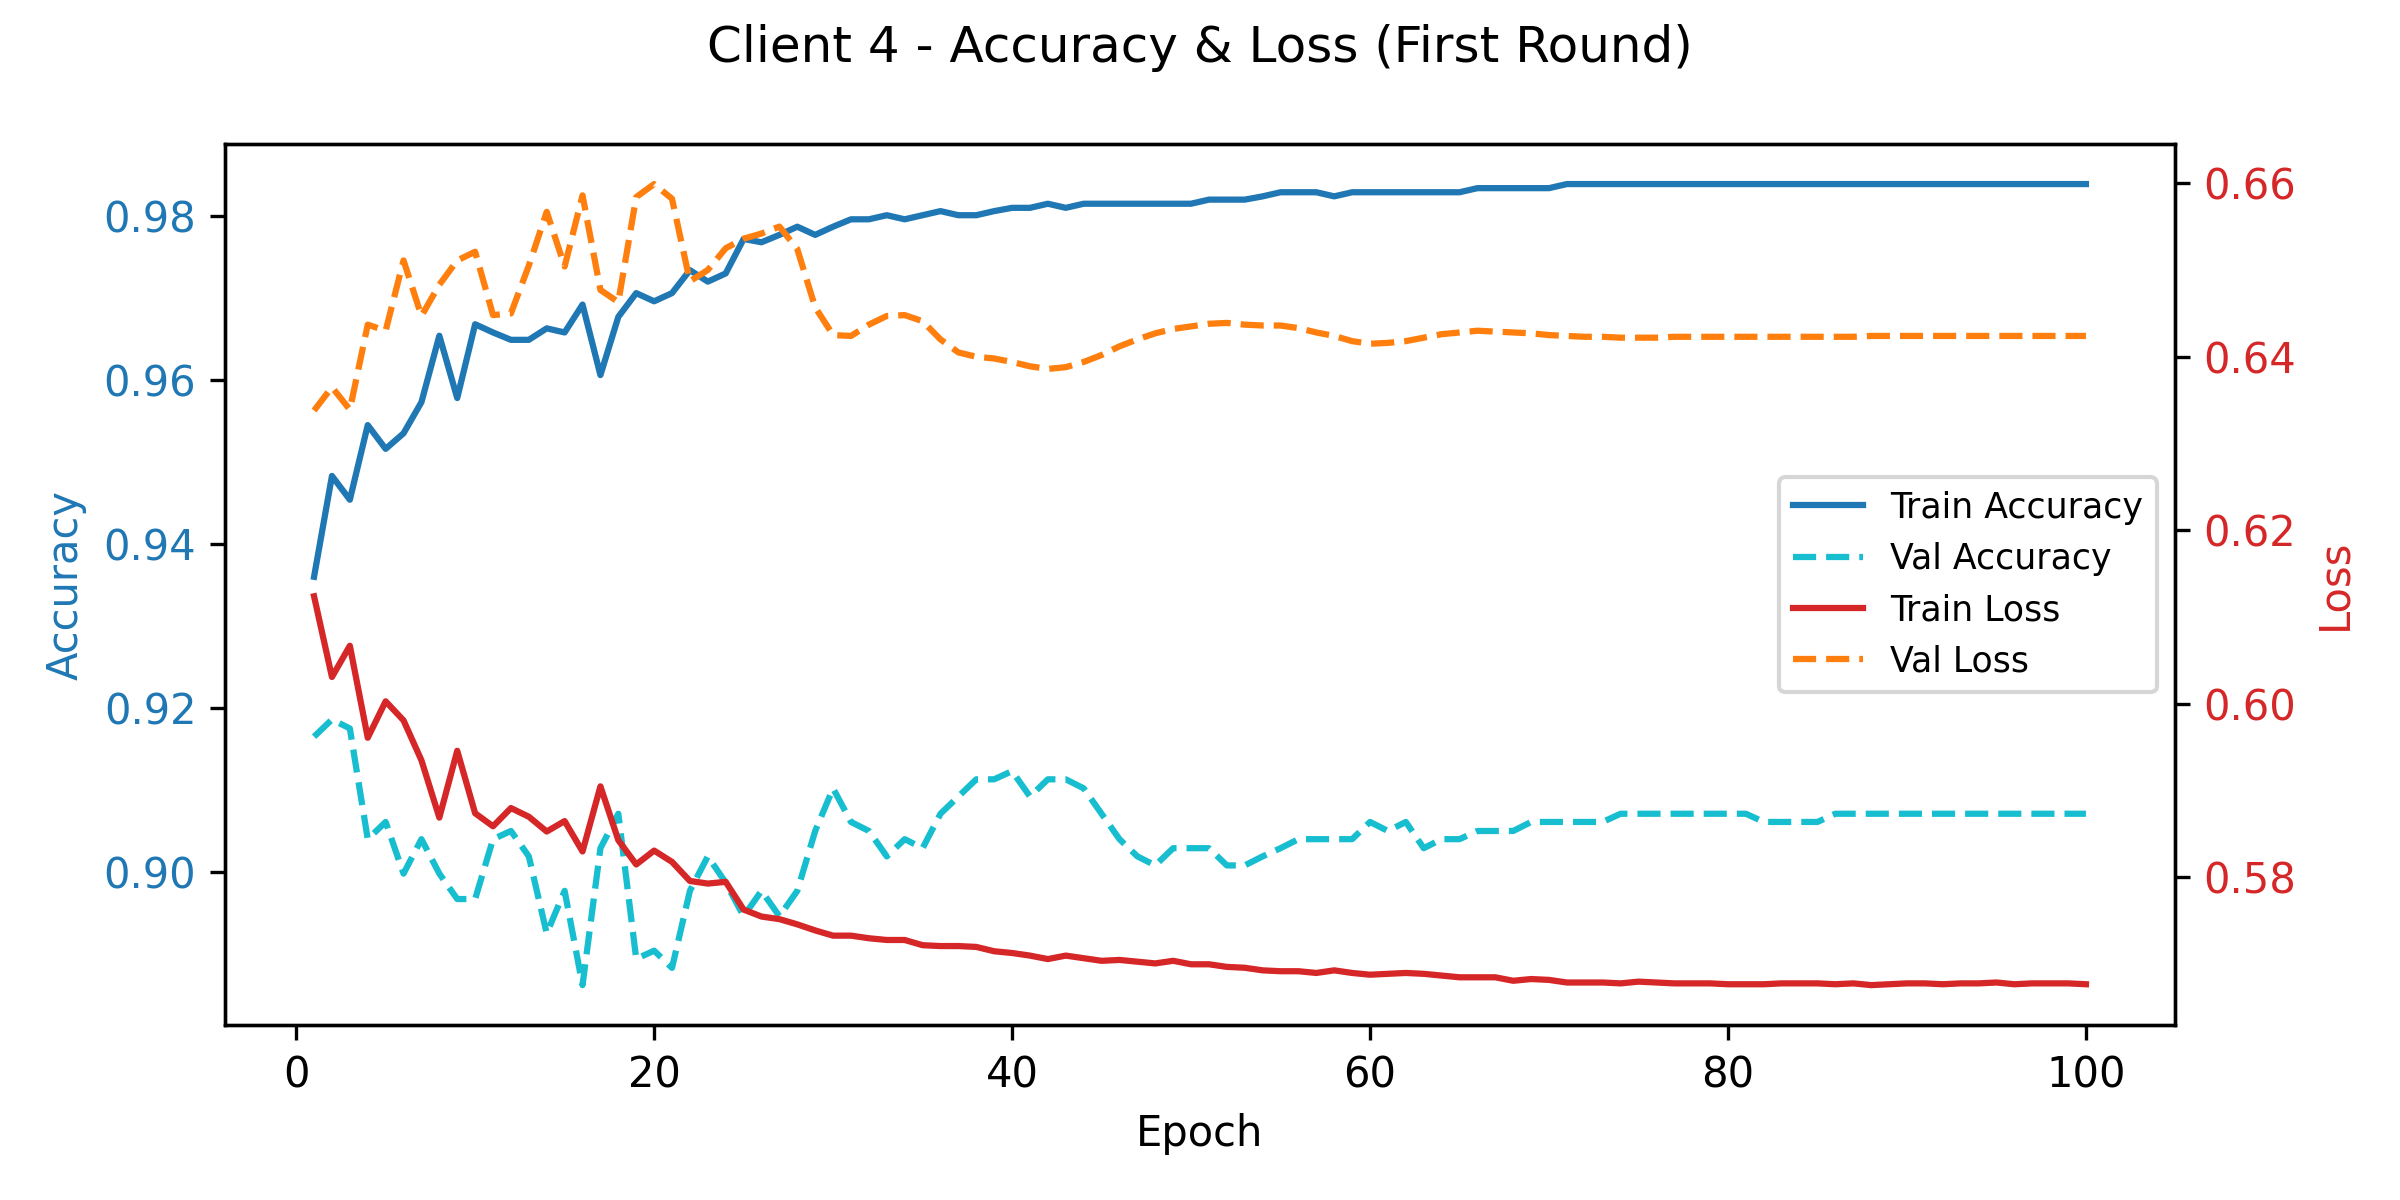 Client 4 - Accuracy & Loss (First Round)
Accuracy
0.98
0.96
0.94
0.92
0.90
0.66
0.64
0.62
0.60
0.58
Loss
Train Accuracy
Val Accuracy
Train Loss
Val Loss
0 20 40 60 80 100
Epoch